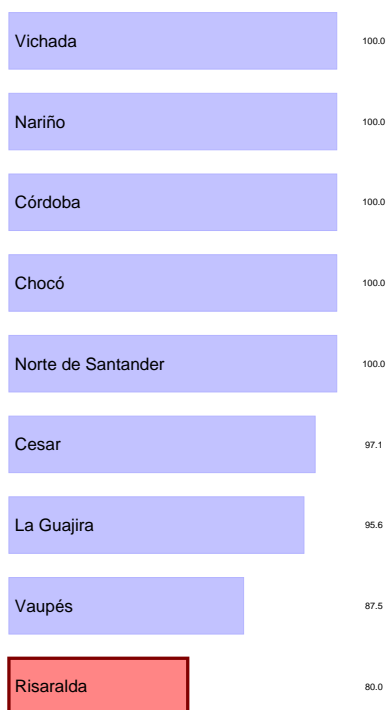 Vichada 100.0
Nariño 100.0
Córdoba 100.0
Chocó 100.0
Norte de Santander 100.0
Cesar 97.1
La Guajira 95.6
Vaupés 87.5
Risaralda 80.0